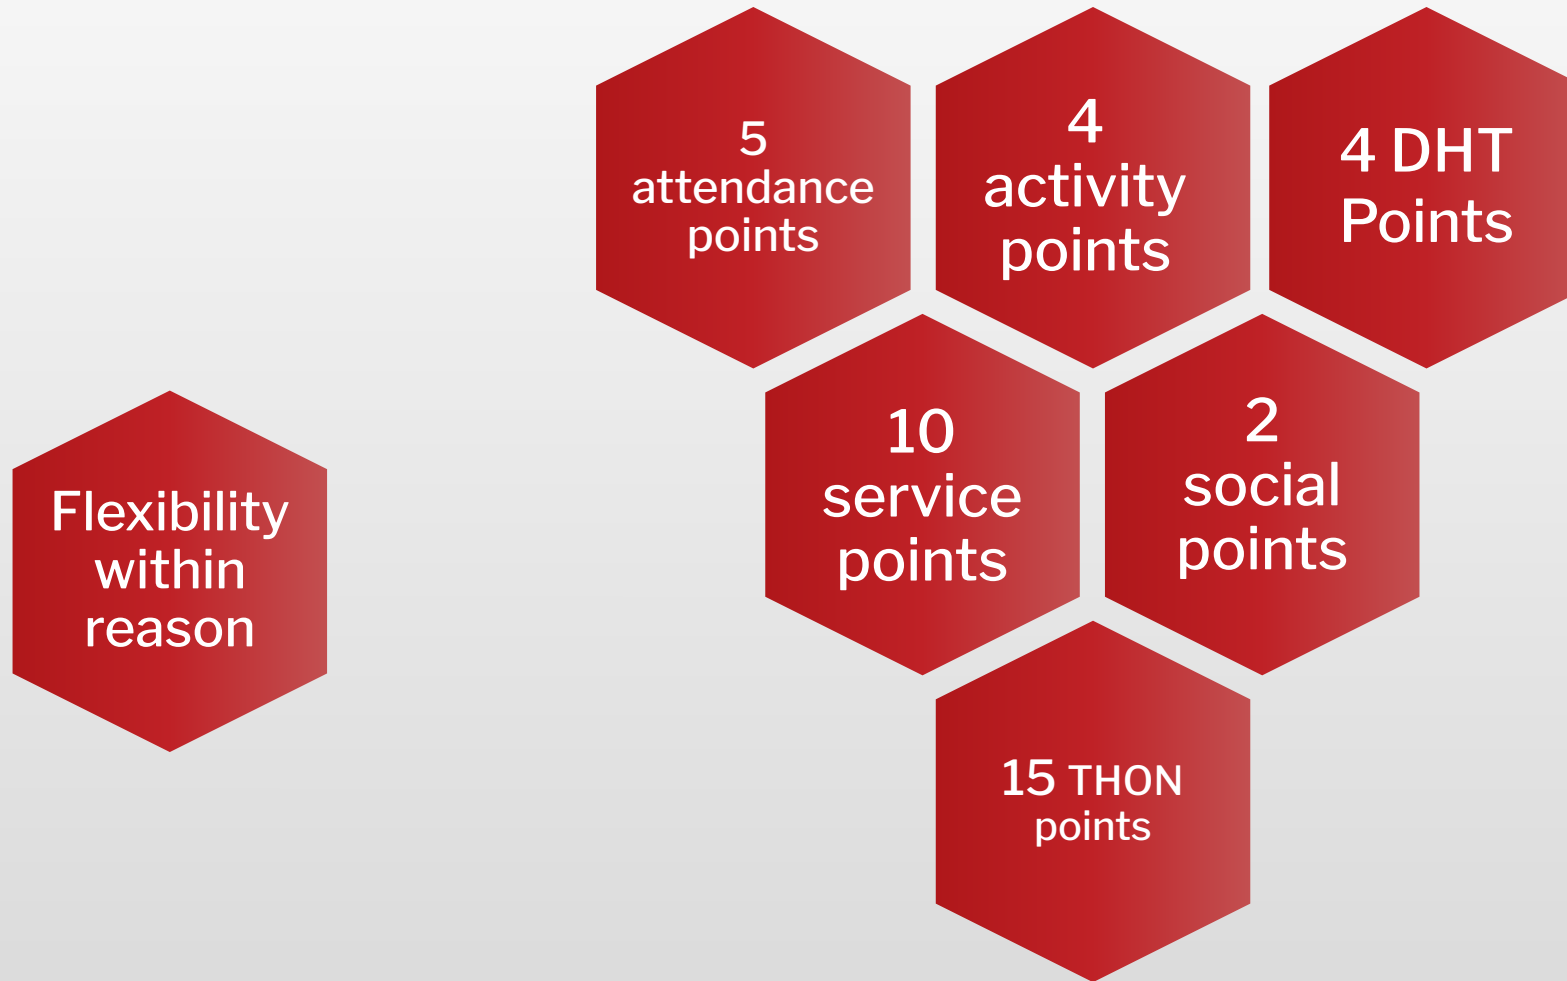 5
attendance
points
4
activity
points
4 DHT
Points
10
service
points
2
social
points
Flexibility
within
reason
15 THON
points